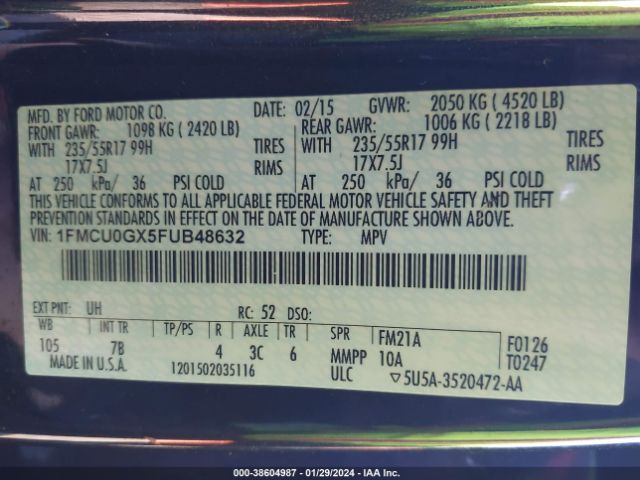 MFD. BY FORD MOTOR CO. DATE: 02/15 GVWR: 2050 KG ( 4520 LB)
FRONT GAWR: 1098 KG ( 2420 LB) REAR GAWR: 1006 KG ( 2218 LB)
WITH 235/55R17 99H TIRES WITH 235/55R17 99H TIRES
17X7.5J RIMS 17X7.5J RIMS
AT 250 kPa/ 36 PSI COLD AT 250 kPa/ 36 PSI COLD
THIS VEHICLE CONFORMS TO ALL APPLICABLE FEDERAL MOTOR VEHICLE SAFETY AND THEFT
PREVENTION STANDARDS IN EFFECT ON THE DATE OF MANUFACTURE SHOWN ABOVE.
VIN: 1FMCU0GX5FUB48632 TYPE: MPV
EXT PNT: UH RC: 52 DSO:
WB INT TR TP/PS R AXLE TR SPR FM21A F0126
105 7B 4 3C 6 MMPP 10A T0247
MADE IN U.S.A. 1201502035116 ULC ▽5U5A-3520472-AA
000-38604987 - 01/29/2024 - IAA Inc.